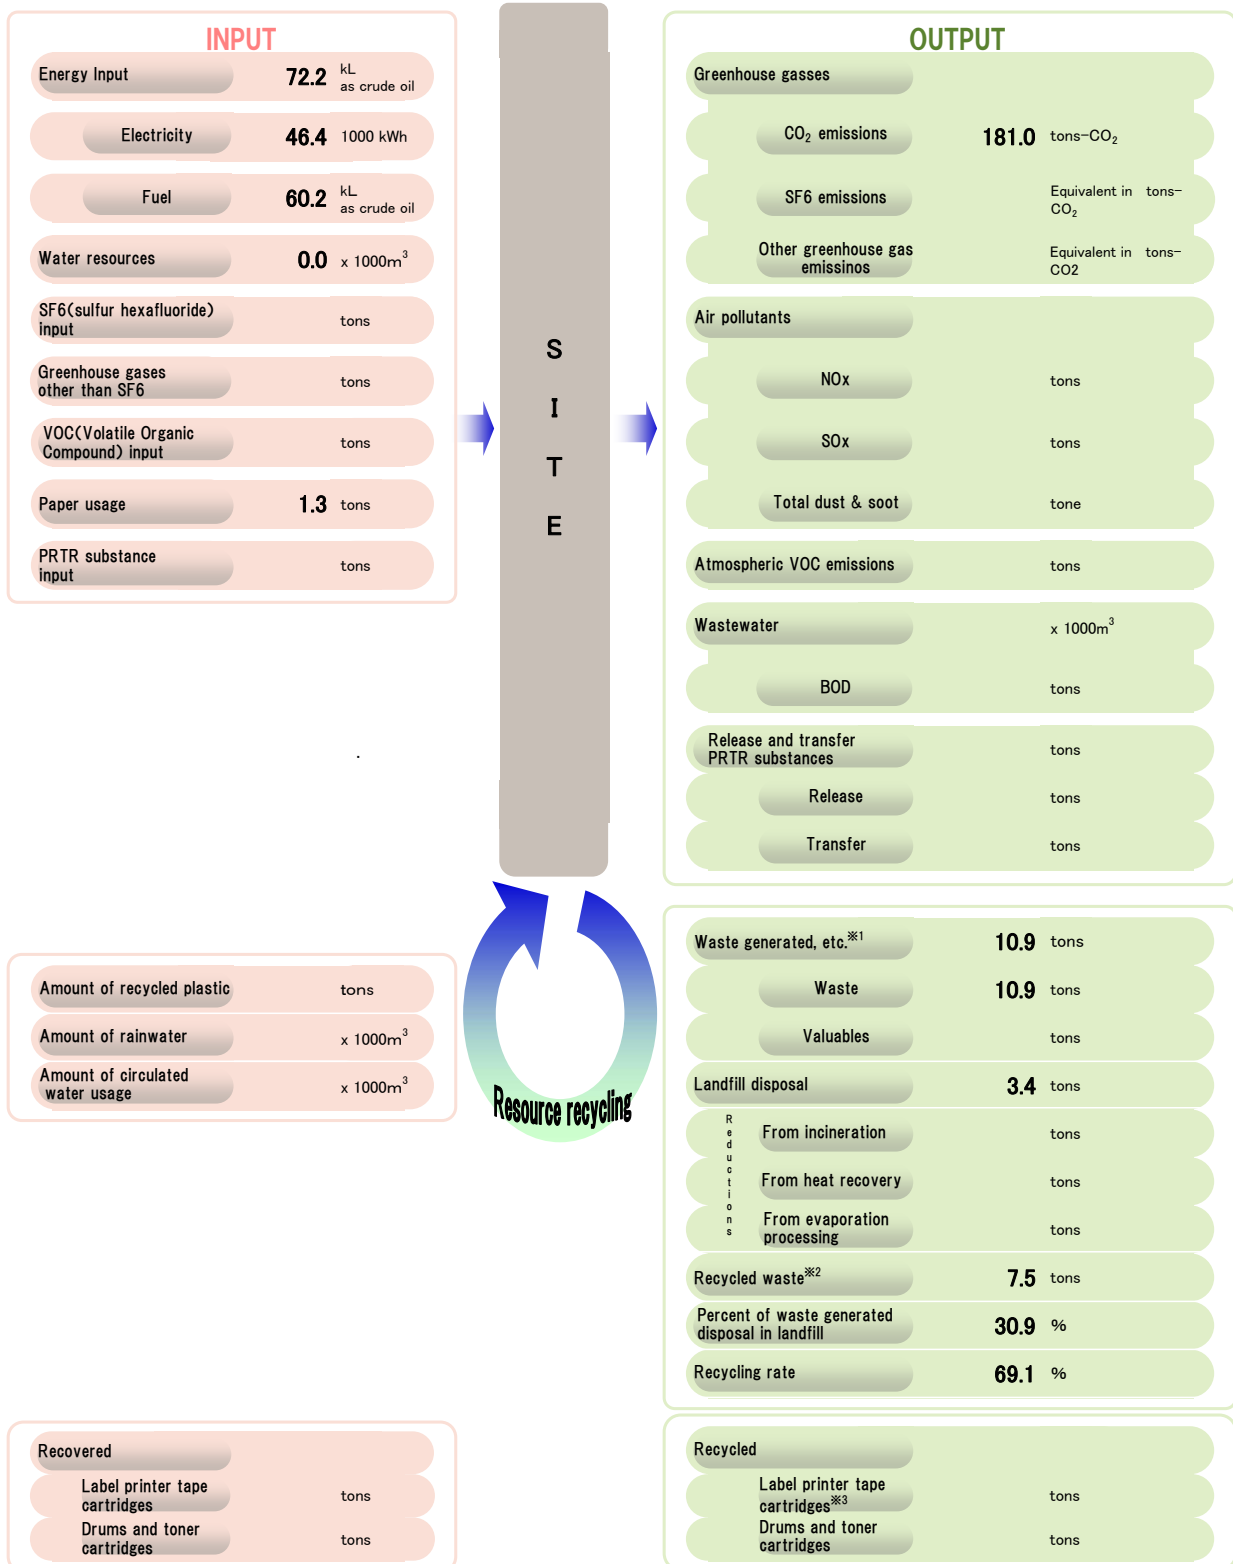 INPUT
Energy Input 72.2 kL as crude oil
Electricity 46.4 1000 kWh
Fuel 60.2 kL as crude oil
Water resources 0.0 x 1000m³
SF6(sulfur hexafluoride)
input tons
Greenhouse gases
other than SF6 tons
VOC(Volatile Organic
Compound) input tons
Paper usage 1.3 tons
PRTR substance
input tons
S
I
T
E
OUTPUT
Greenhouse gasses
CO₂ emissions 181.0 tons-CO₂
SF6 emissions Equivalent in tons-
CO₂
Other greenhouse gas
emissinos Equivalent in tons-
CO2
Air pollutants
NOx tons
SOx tons
Total dust & soot tone
Atmospheric VOC emissions tons
Wastewater x 1000m³
BOD tons
Release and transfer
PRTR substances tons
Release tons
Transfer tons
Amount of recycled plastic tons
Amount of rainwater x 1000m³
Amount of circulated
water usage x 1000m³
Resource recycling
Waste generated, etc.※1 10.9 tons
Waste 10.9 tons
Valuables tons
Landfill disposal 3.4 tons
Reductions
From incineration tons
From heat recovery tons
From evaporation
processing tons
Recycled waste※2 7.5 tons
Percent of waste generated
disposal in landfill 30.9 %
Recycling rate 69.1 %
Recovered
Label printer tape
cartridges tons
Drums and toner
cartridges tons
Recycled
Label printer tape
cartridges※3 tons
Drums and toner
cartridges tons